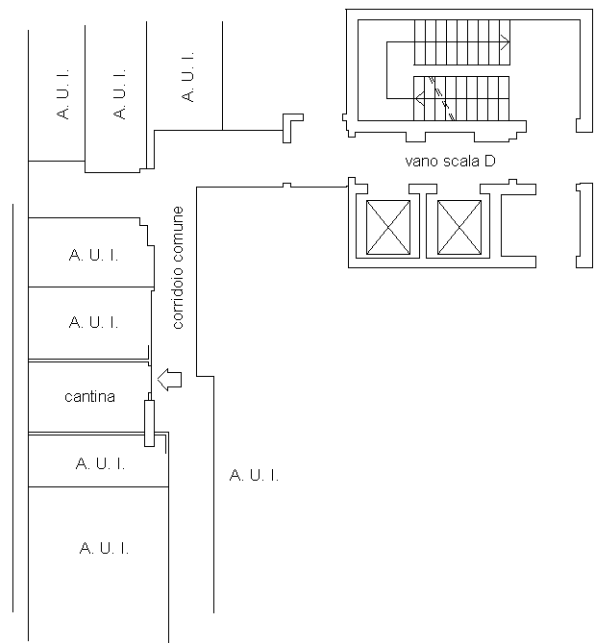 A. U. I.
A. U. I.
A. U. I.
vano scala D
corridoio comune
A. U. I.
A. U. I.
cantina
A. U. I.
A. U. I.
A. U. I.